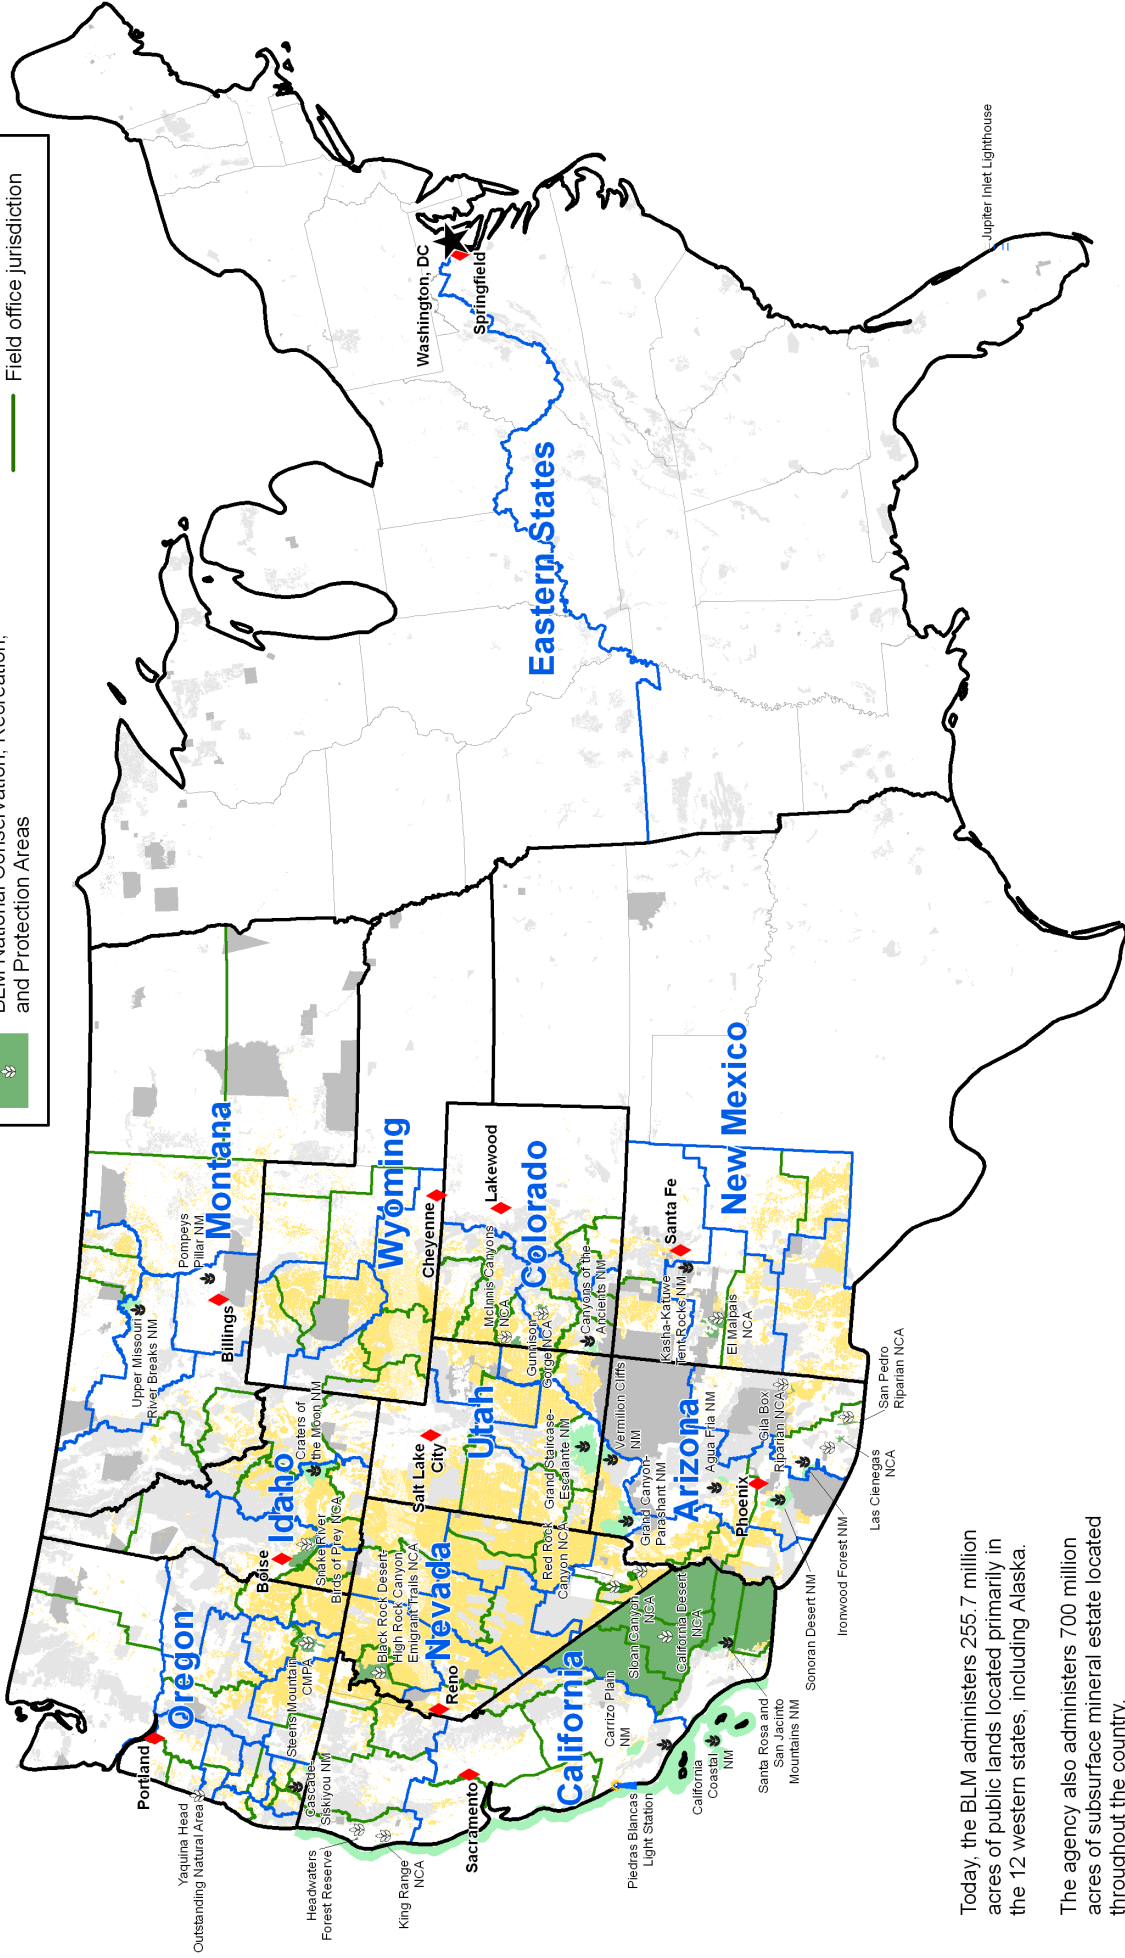 Field office jurisdiction
and Protection Areas
Washington, DC
Springfield
Jupiter Inlet Lighthouse
Eastern States
Montana
Pompeys
Pillar NM
Billings
Upper Missouri
River Breaks NM
Wyoming
Cheyenne
Lakewood
Colorado
McInnis Canyons
NCA
Gunnison
Gorge NCA
Canyons of the
Ancients NM
New Mexico
Santa Fe
Kasha-Katuwe
Tent Rocks NM
El Malpais
NCA
Idaho
Boise
Craters of
the Moon NM
Snake River
Birds of Prey NCA
Utah
Salt Lake
City
Grand Staircase-
Escalante NM
Vermilion Cliffs
NM
Grand Canyon-
Parashant NM
Arizona
Agua Fria NM
Phoenix
Gila Box
Riparian NCA
San Pedro
Riparian NCA
Las Cienegas
NCA
Ironwood Forest NM
Sonoran Desert NM
Nevada
Reno
Black Rock Desert-
High Rock Canyon
Emigrant Trails NCA
Red Rock
Canyon NCA
Sloan Canyon
NCA
Oregon
Portland
Steens Mountain
CMPA
Cascade-
Siskiyou NM
Yaquina Head
Outstanding Natural Area
California
Sacramento
Headwaters
Forest Reserve
King Range
NCA
Carrizo Plain
NM
California Desert
NCA
Piedras Blancas
Light Station
California
Coastal
NM
Santa Rosa and
San Jacinto
Mountains NM
Today, the BLM administers 255.7 million
acres of public lands located primarily in
the 12 western states, including Alaska.
The agency also administers 700 million
acres of subsurface mineral estate located
throughout the country.